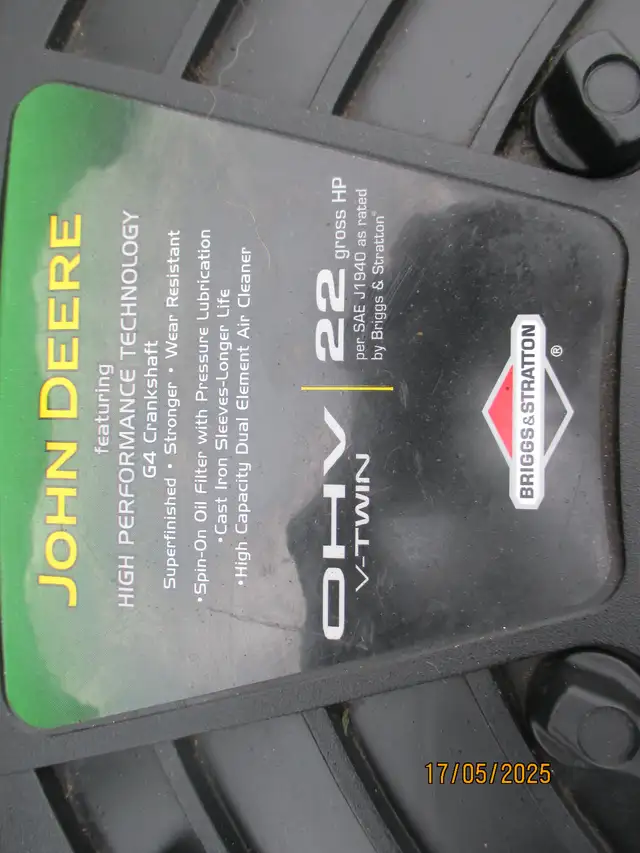 JOHN DEERE
featuring
HIGH PERFORMANCE TECHNOLOGY
G4 Crankshaft
Superfinished • Stronger • Wear Resistant
•Spin-On Oil Filter with Pressure Lubrication
•Cast Iron Sleeves-Longer Life
•High Capacity Dual Element Air Cleaner
OHV
V-TWIN
22 gross HP
per SAE J1940 as rated
by Briggs & Stratton®
BRIGGS & STRATTON ®
17/05/2025